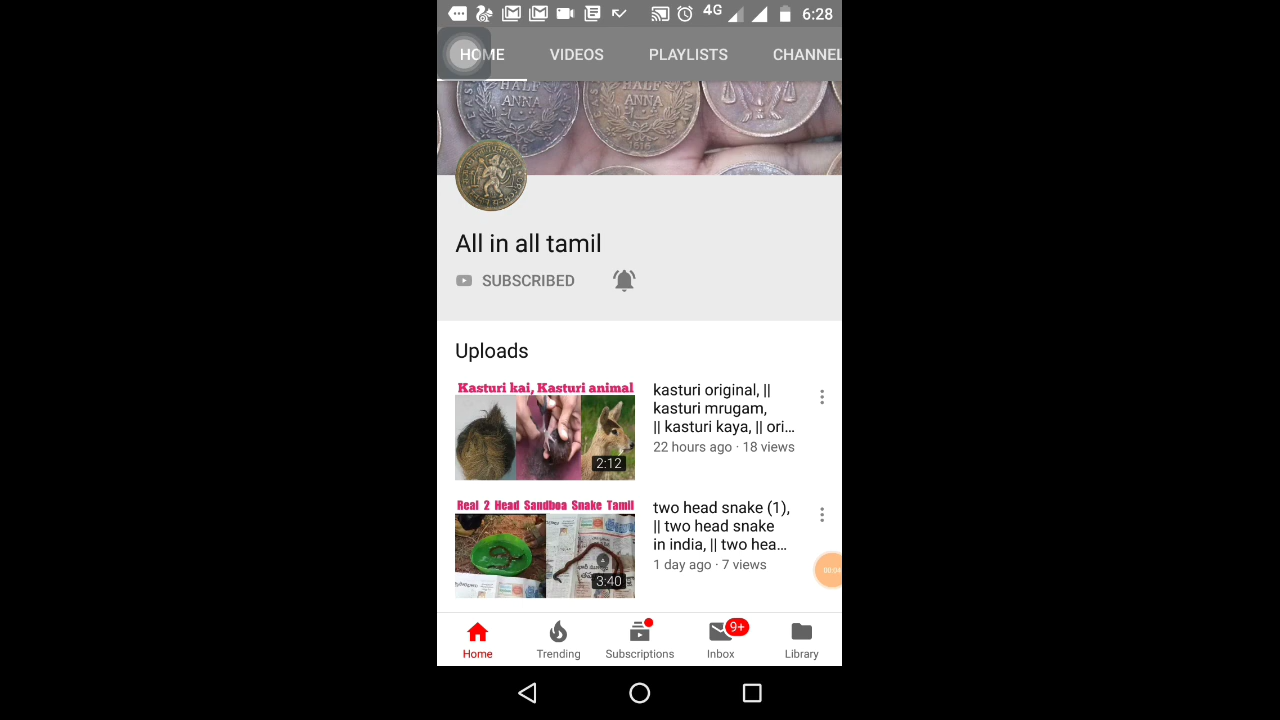 4G 6:28
HOME VIDEOS PLAYLISTS CHANNEL
HALF HALF
ANNA ANNA
1616
All in all tamil
SUBSCRIBED
Uploads
Kasturi kai, Kasturi animal
2:12
kasturi original, ||
kasturi mrugam,
|| kasturi kaya, || ori...
22 hours ago · 18 views
Real 2 Head Sandboa Snake Tamil
3:40
two head snake (1),
|| two head snake
in india, || two hea...
1 day ago · 7 views
9+
Home Trending Subscriptions Inbox Library